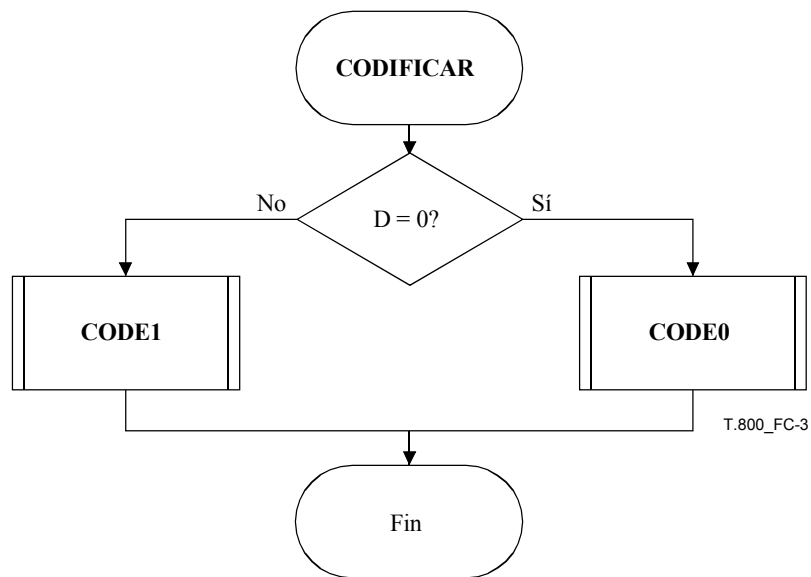 CODIFICAR
No
D = 0?
Sí
CODE1
CODE0
T.800_FC-3
Fin